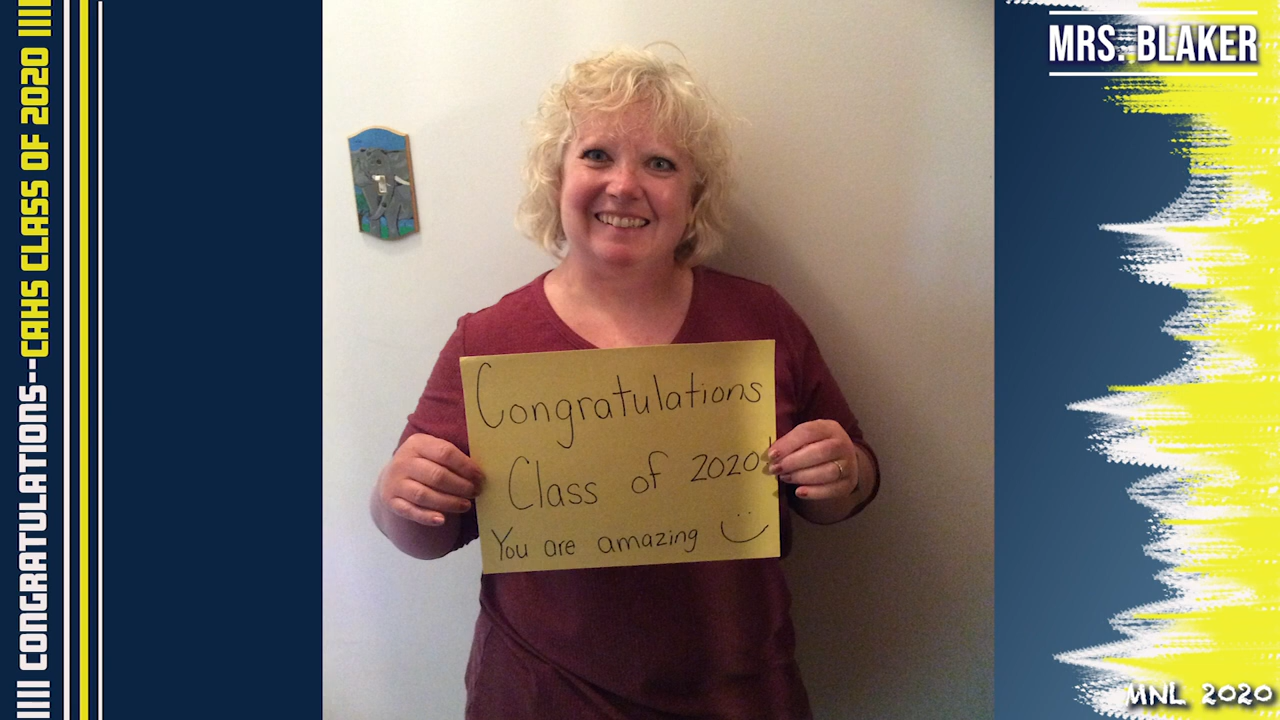 CONGRATULATIONS--CAHS CLASS OF 2020
MRS. BLAKER
Congratulations
Class of 2020!
You are amazing
MNL 2020